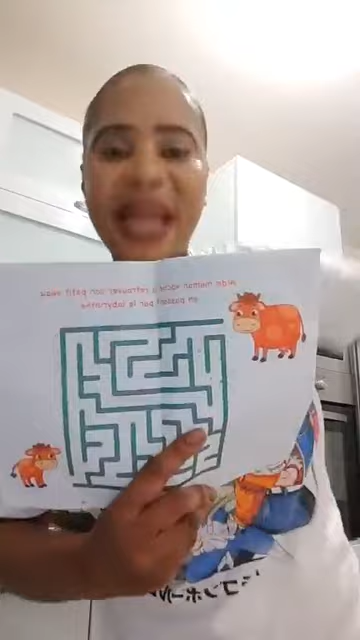 Aide maman vache à retrouver son petit veau
en passant par le labyrinthe